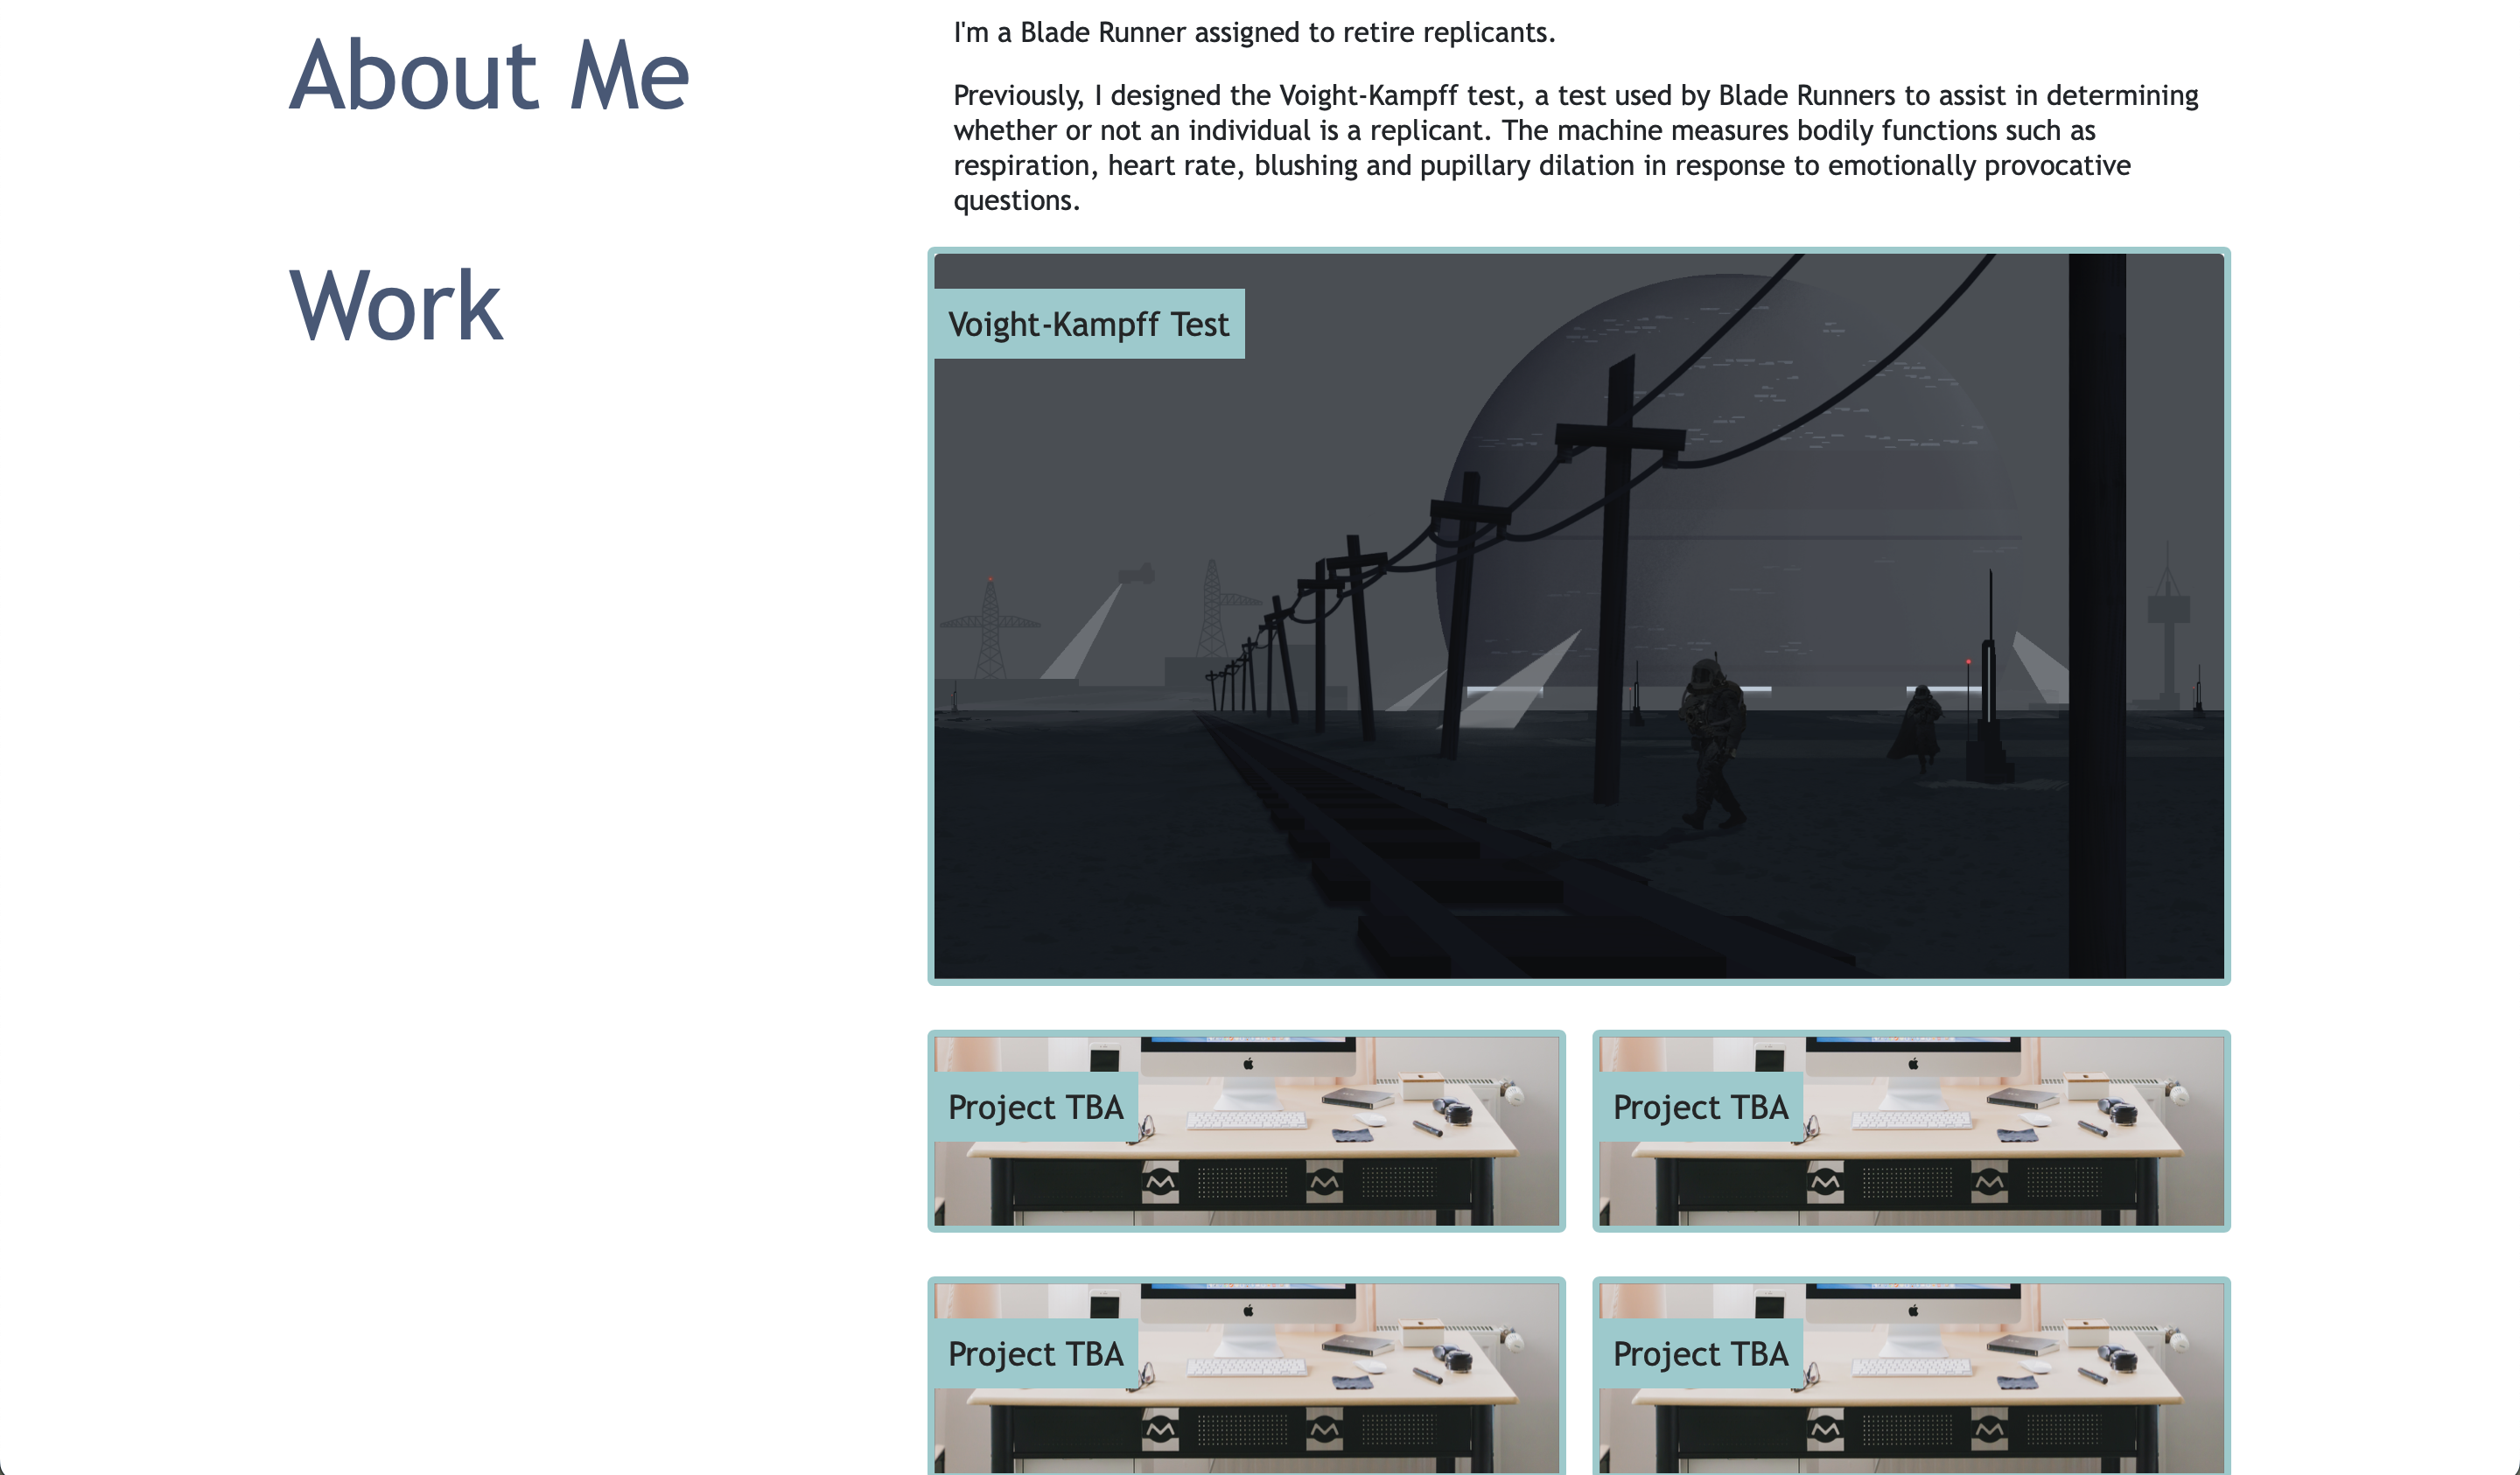 About Me
I'm a Blade Runner assigned to retire replicants.
Previously, I designed the Voight-Kampff test, a test used by Blade Runners to assist in determining
whether or not an individual is a replicant. The machine measures bodily functions such as
respiration, heart rate, blushing and pupillary dilation in response to emotionally provocative
questions.
Work
Voight-Kampff Test
Project TBA
Project TBA
Project TBA
Project TBA